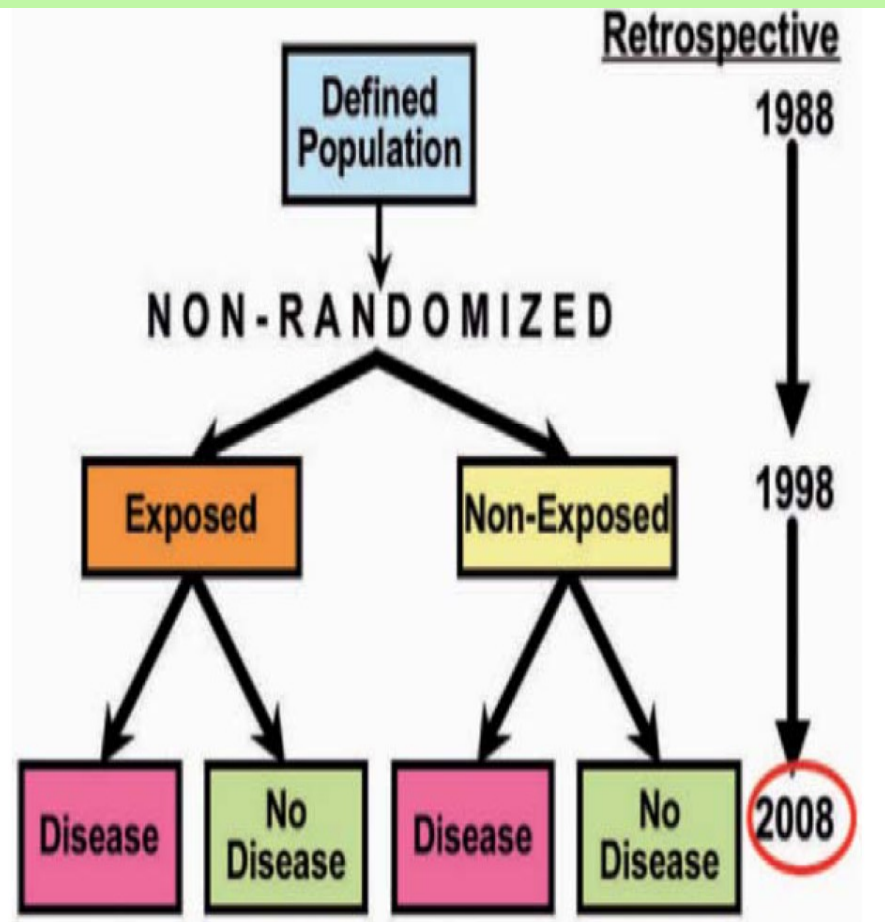 Retrospective
Defined
Population
1988
NON-RANDOMIZED
Exposed
Non-Exposed
1998
Disease
No
Disease
Disease
No
Disease
2008